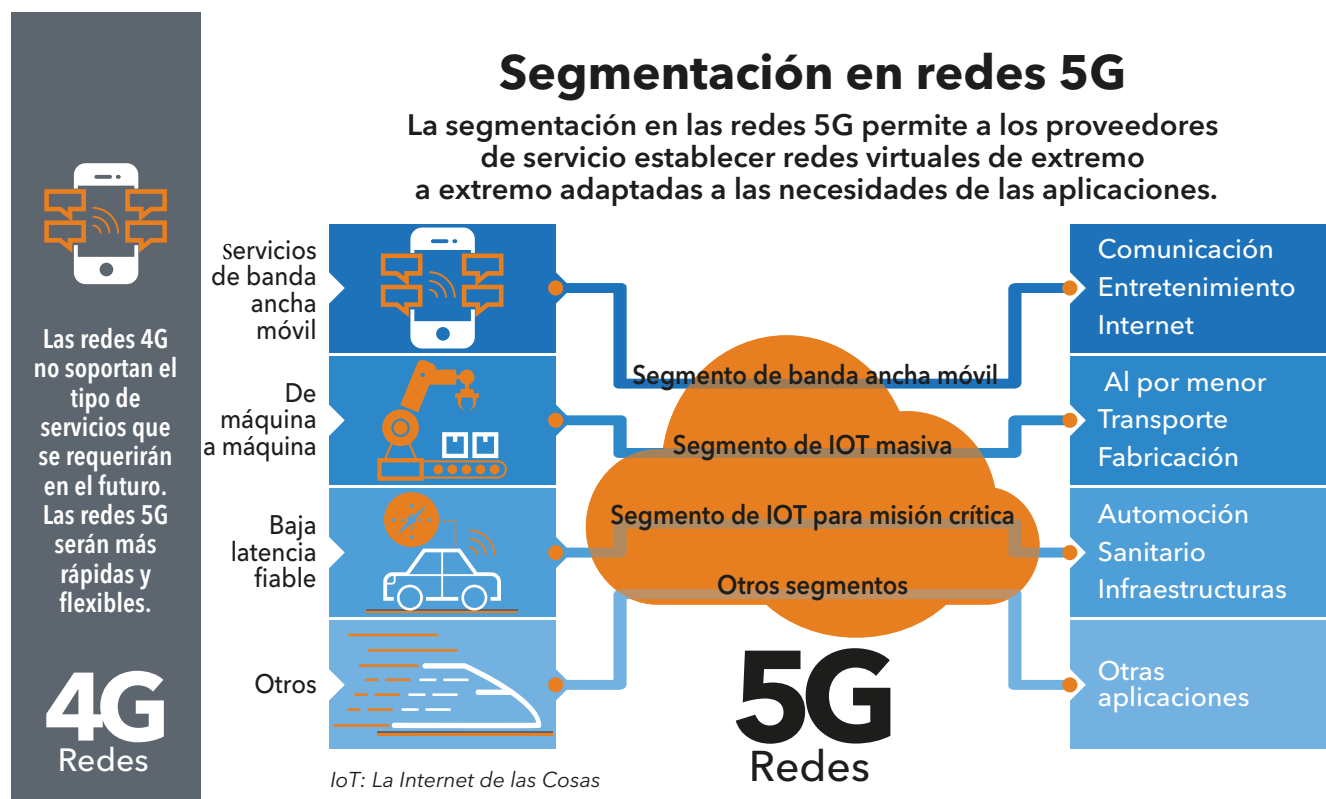 Segmentación en redes 5G
La segmentación en las redes 5G permite a los proveedores
de servicio establecer redes virtuales de extremo
a extremo adaptadas a las necesidades de las aplicaciones.
Las redes 4G
no soportan el
tipo de
servicios que
se requerirán
en el futuro.
Las redes 5G
serán más
rápidas y
flexibles.
4G
Redes
Servicios
de banda
ancha
móvil
De
máquina
a máquina
Baja
latencia
fiable
Otros
Segmento de banda ancha móvil
Segmento de IOT masiva
Segmento de IOT para misión crítica
Otros segmentos
5G
Redes
Comunicación
Entretenimiento
Internet
Al por menor
Transporte
Fabricación
Automoción
Sanitario
Infraestructuras
Otras
aplicaciones
IoT: La Internet de las Cosas